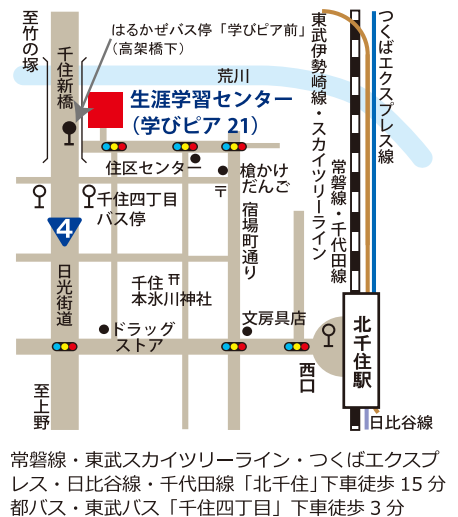 至竹の塚
はるかぜバス停「学びピア前」
(高架橋下)
千住新橋
荒川
東武伊勢崎線・スカイツリーライン
つくばエクスプレス線
生涯学習センター
(学びピア 21)
住区センター
槍かけ
だんご
〒
常磐線・千代田線
千住四丁目
バス停
宿場町通り
4
日光街道
千住
本氷川神社
ドラッグ
ストア
文房具店
北千住駅
西口
至上野
日比谷線
常磐線・東武スカイツリーライン・つくばエクスプ
レス・日比谷線・千代田線「北千住」下車徒歩 15 分
都バス・東武バス「千住四丁目」下車徒歩 3 分